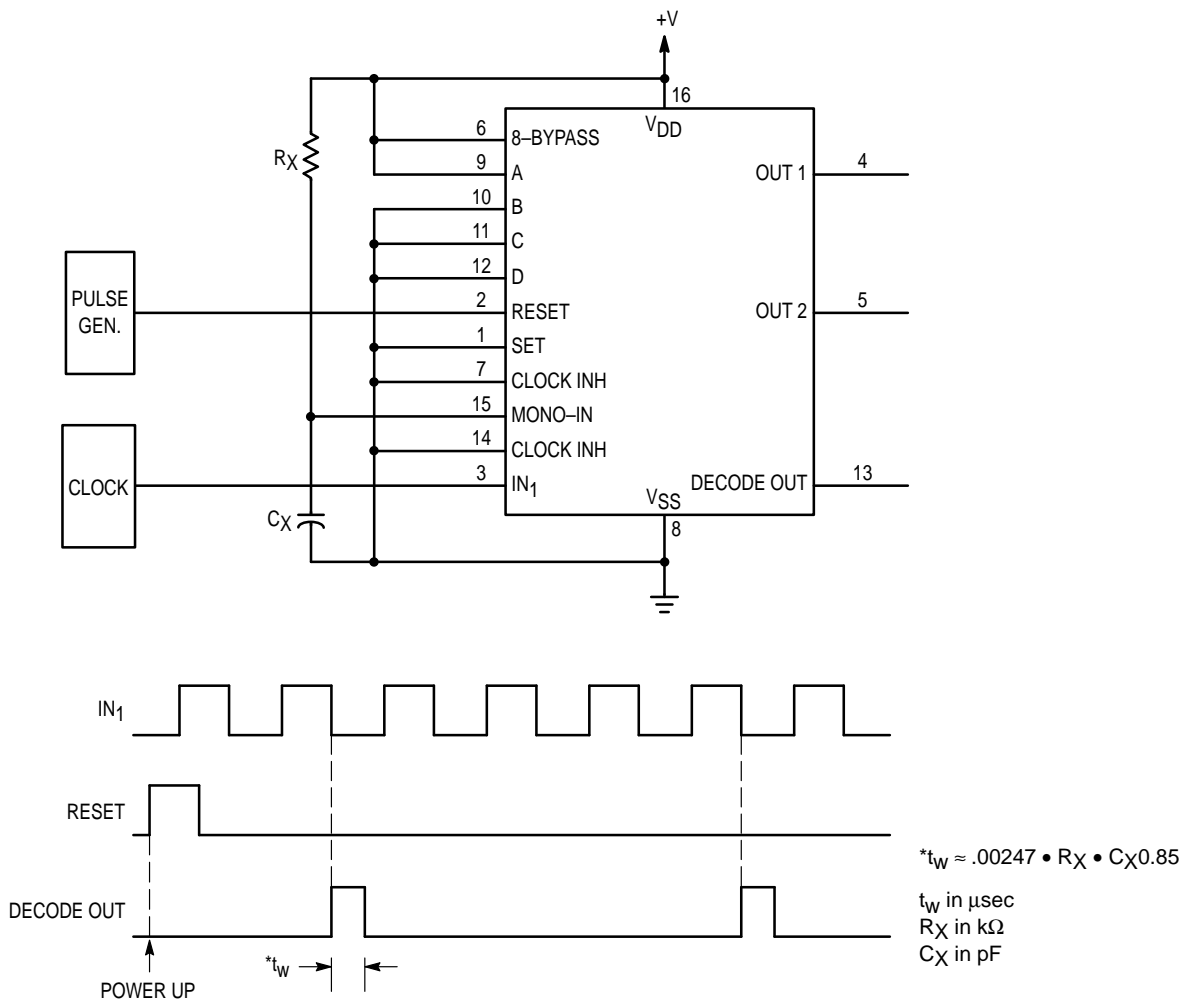 +V
16
VDD
6
8–BYPASS
RX
9
A
OUT 1
4
10
B
11
C
12
D
PULSE
GEN.
2
RESET
OUT 2
5
1
SET
7
CLOCK INH
15
MONO–IN
14
CLOCK INH
CLOCK
3
IN1
DECODE OUT
13
VSS
CX
8
IN1
RESET
*tw ≈ .00247 • RX • CX0.85
DECODE OUT
tw in μsec
RX in kΩ
CX in pF
*tw
POWER UP